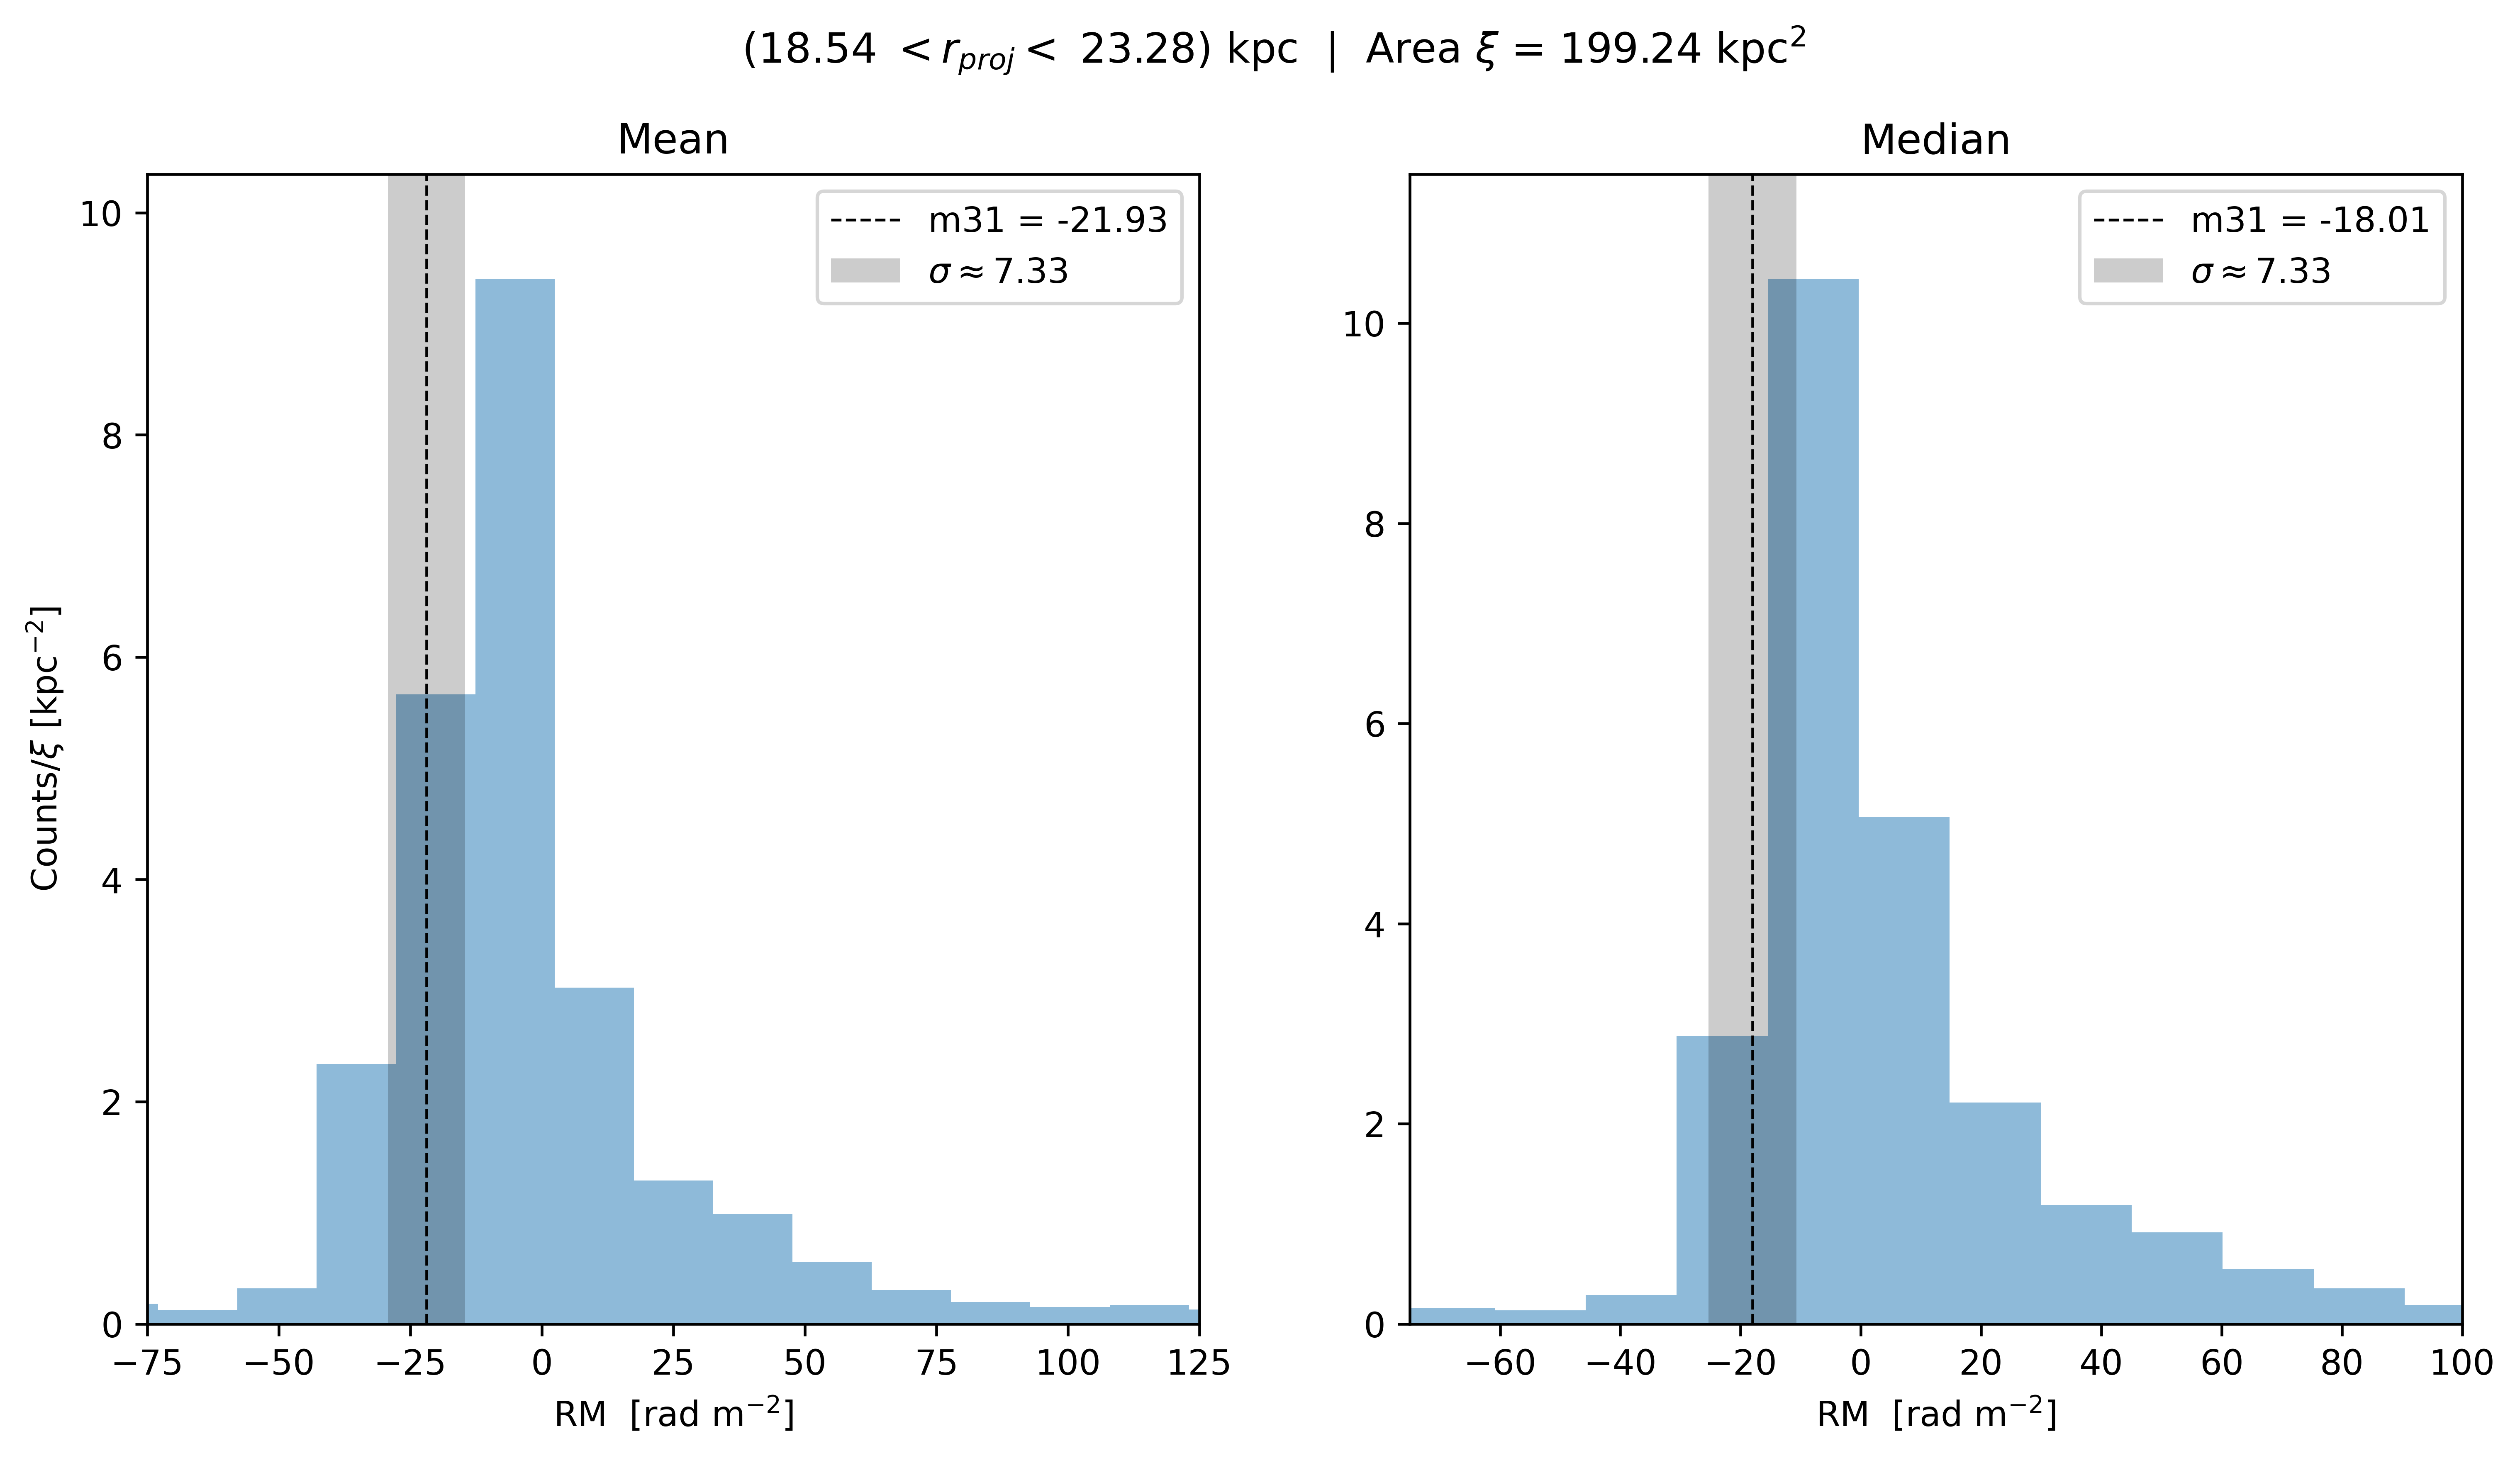 (18.54 < r_proj < 23.28) kpc | Area ξ = 199.24 kpc²
Mean
m31 = -21.93
σ ≈ 7.33
10
8
6
4
2
0
Counts/ξ [kpc⁻²]
−75 −50 −25 0 25 50 75 100 125
RM [rad m⁻²]
Median
m31 = -18.01
σ ≈ 7.33
10
8
6
4
2
0
−60 −40 −20 0 20 40 60 80 100
RM [rad m⁻²]